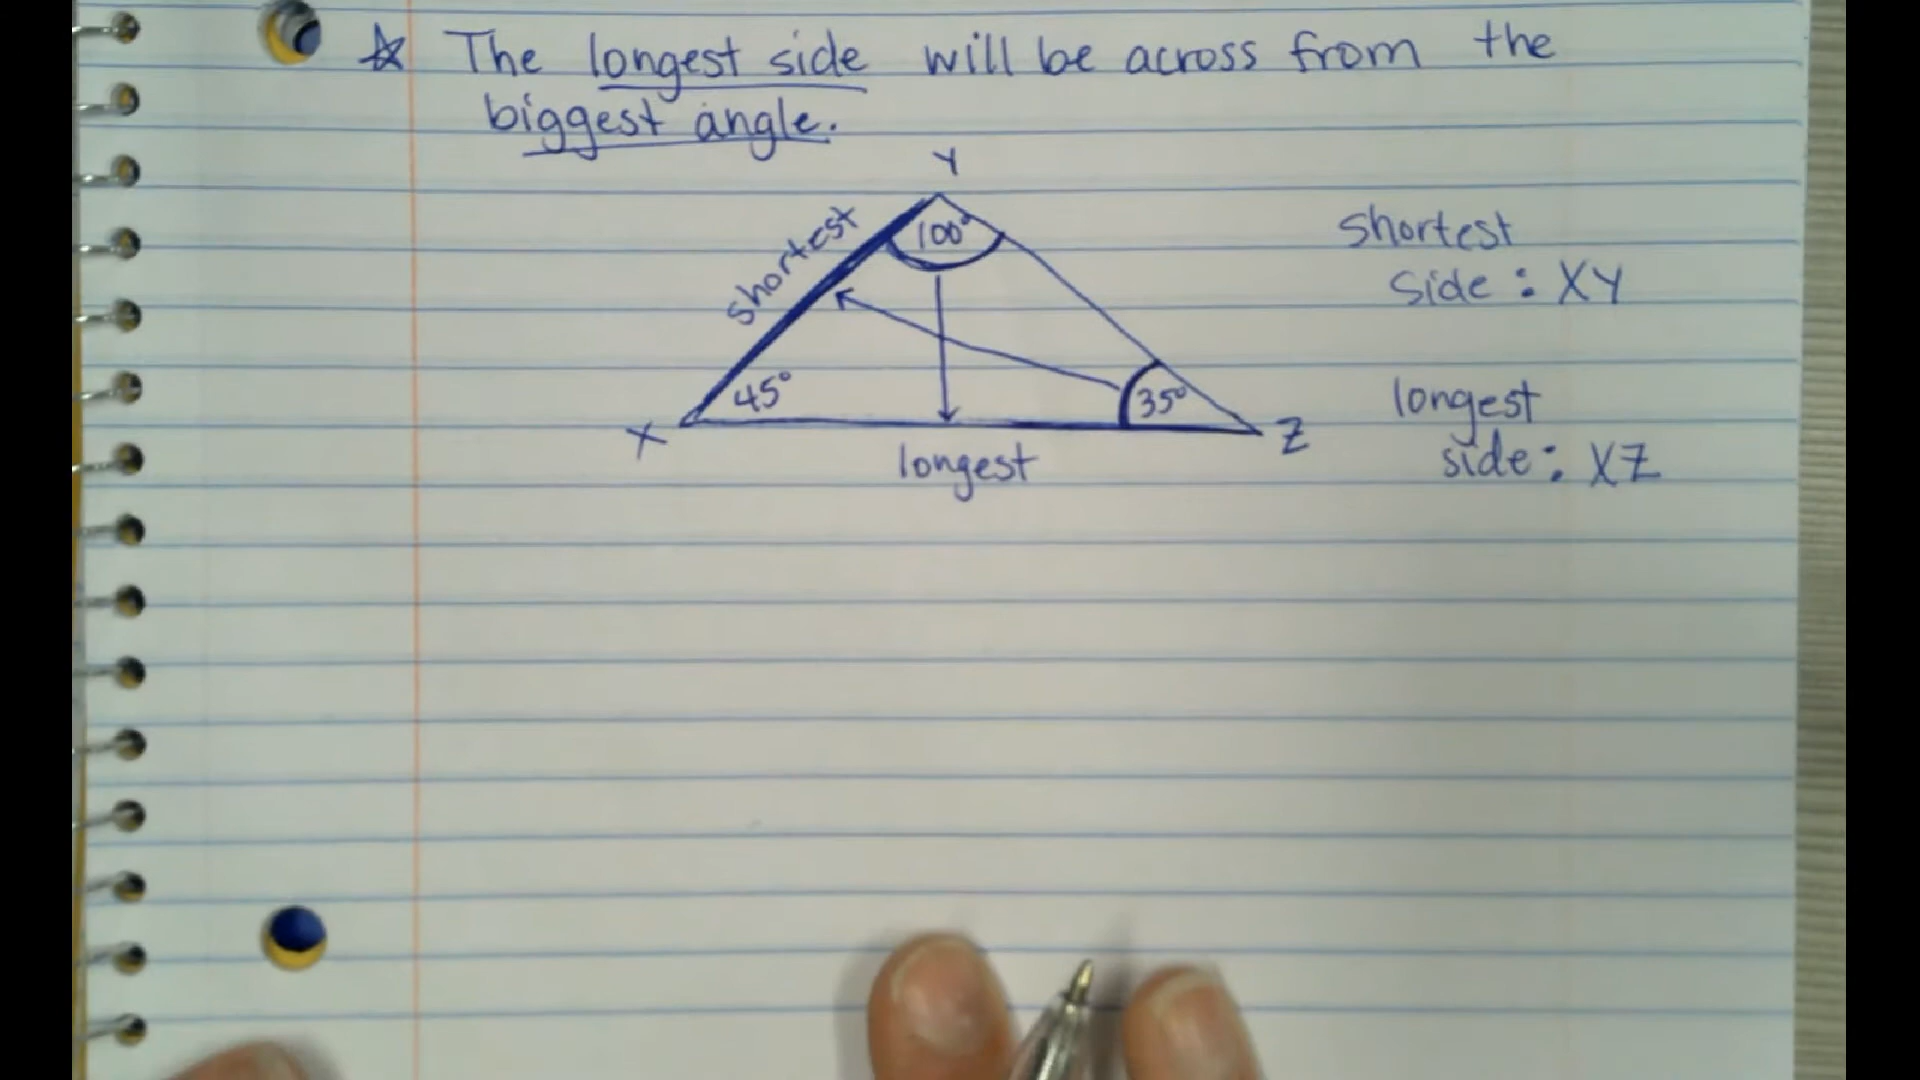 ☆ The longest side will be across from the
biggest angle.
Y
shortest
100°
45°
35°
X
Z
longest
shortest
side: XY
longest
side: XZ